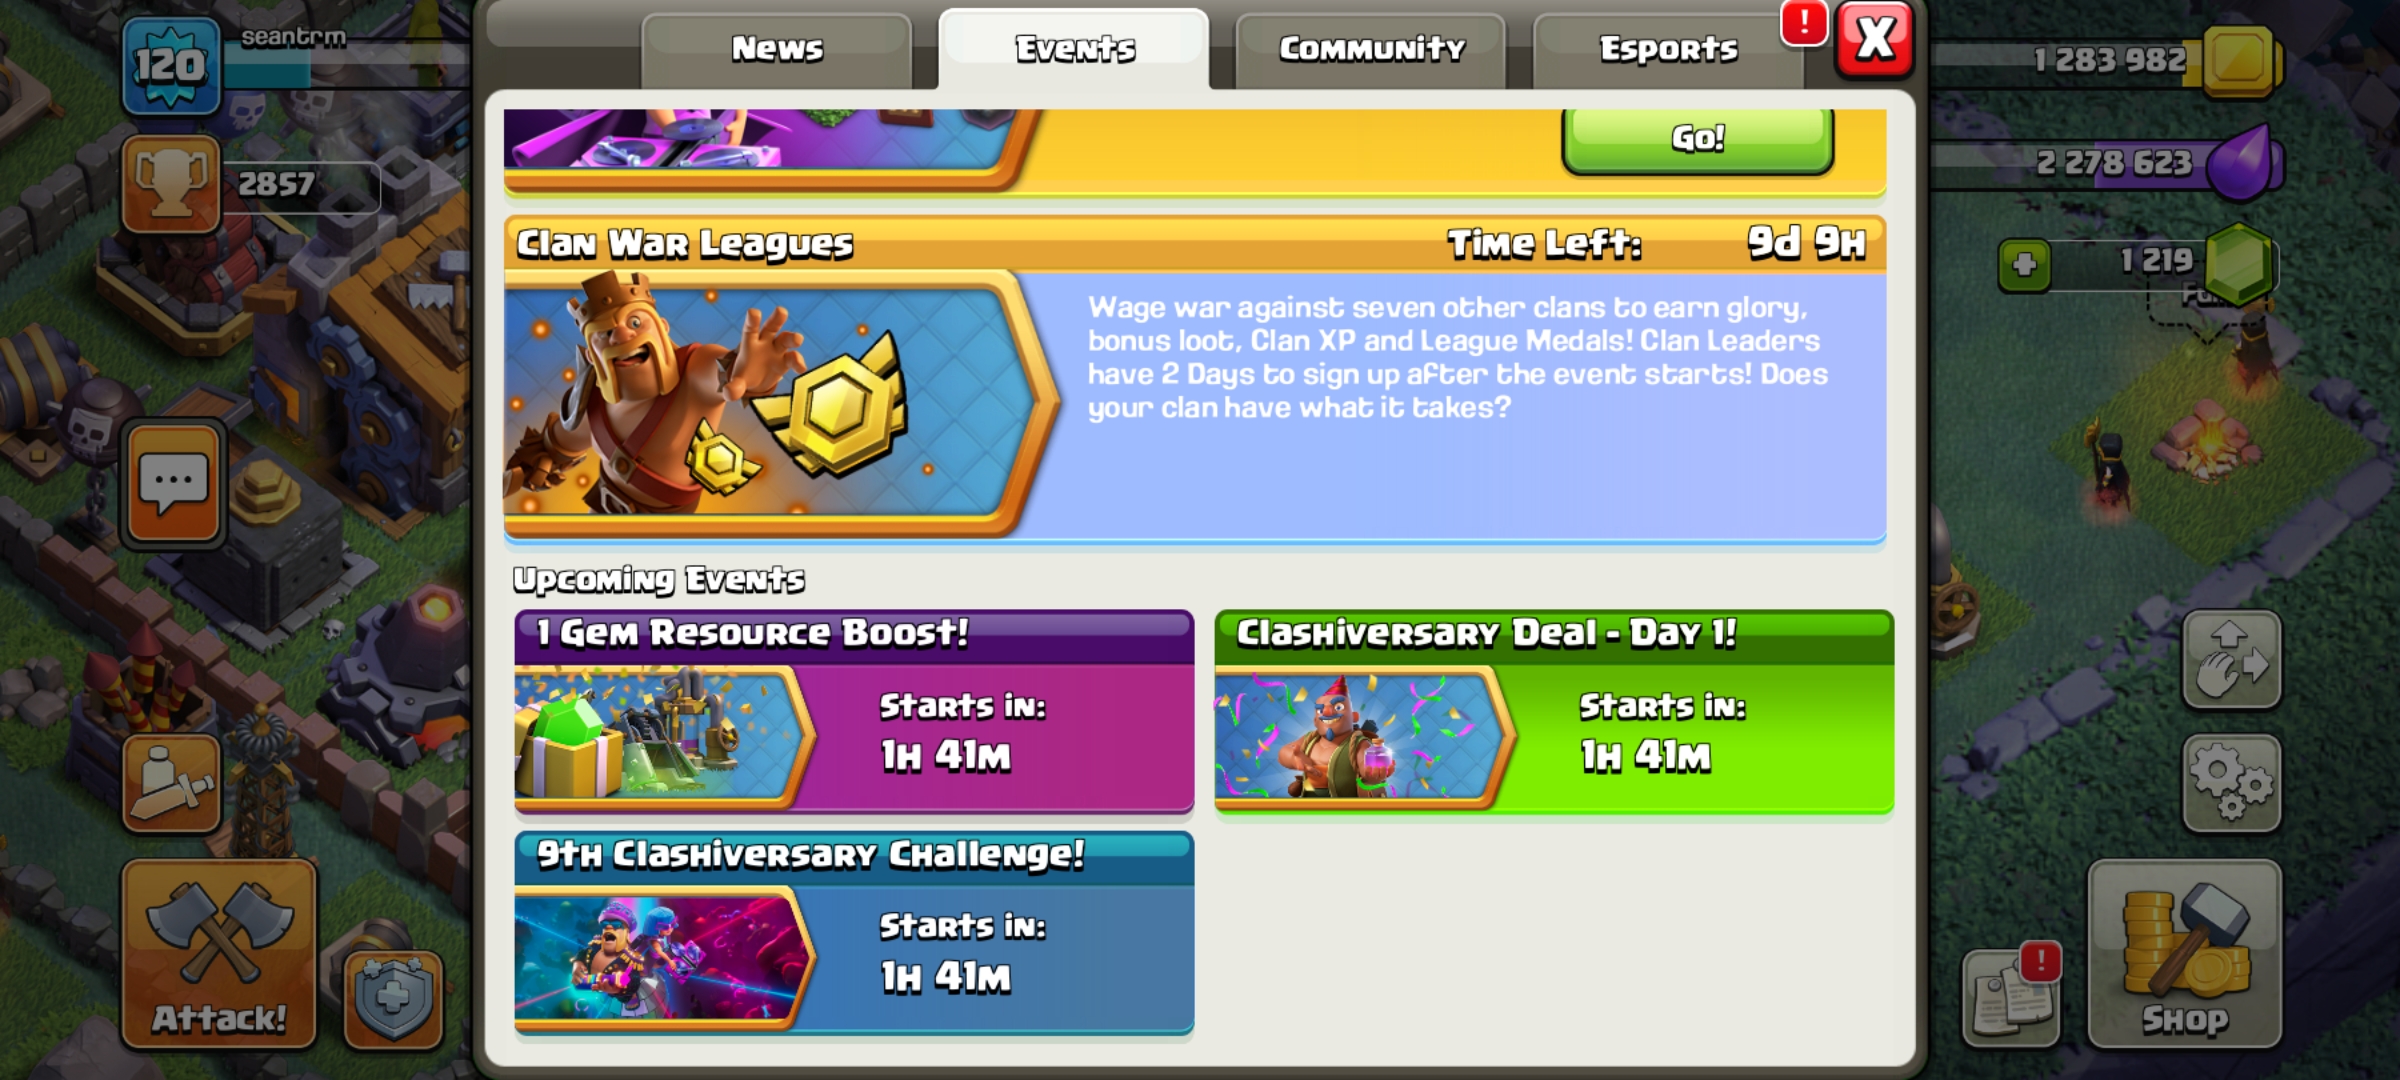 120
seantrm
2857
News
Events
Community
Esports
!
X
1 283 982
2 278 623
1 219
Go!
Clan War Leagues
Time Left: 9d 9H
Wage war against seven other clans to earn glory,
bonus loot, Clan XP and League Medals! Clan Leaders
have 2 Days to sign up after the event starts! Does
your clan have what it takes?
Upcoming Events
1 Gem Resource Boost!
Starts in:
1H 41M
Clashiversary Deal - Day 1!
Starts in:
1H 41M
9th Clashiversary Challenge!
Starts in:
1H 41M
Attack!
!
Shop